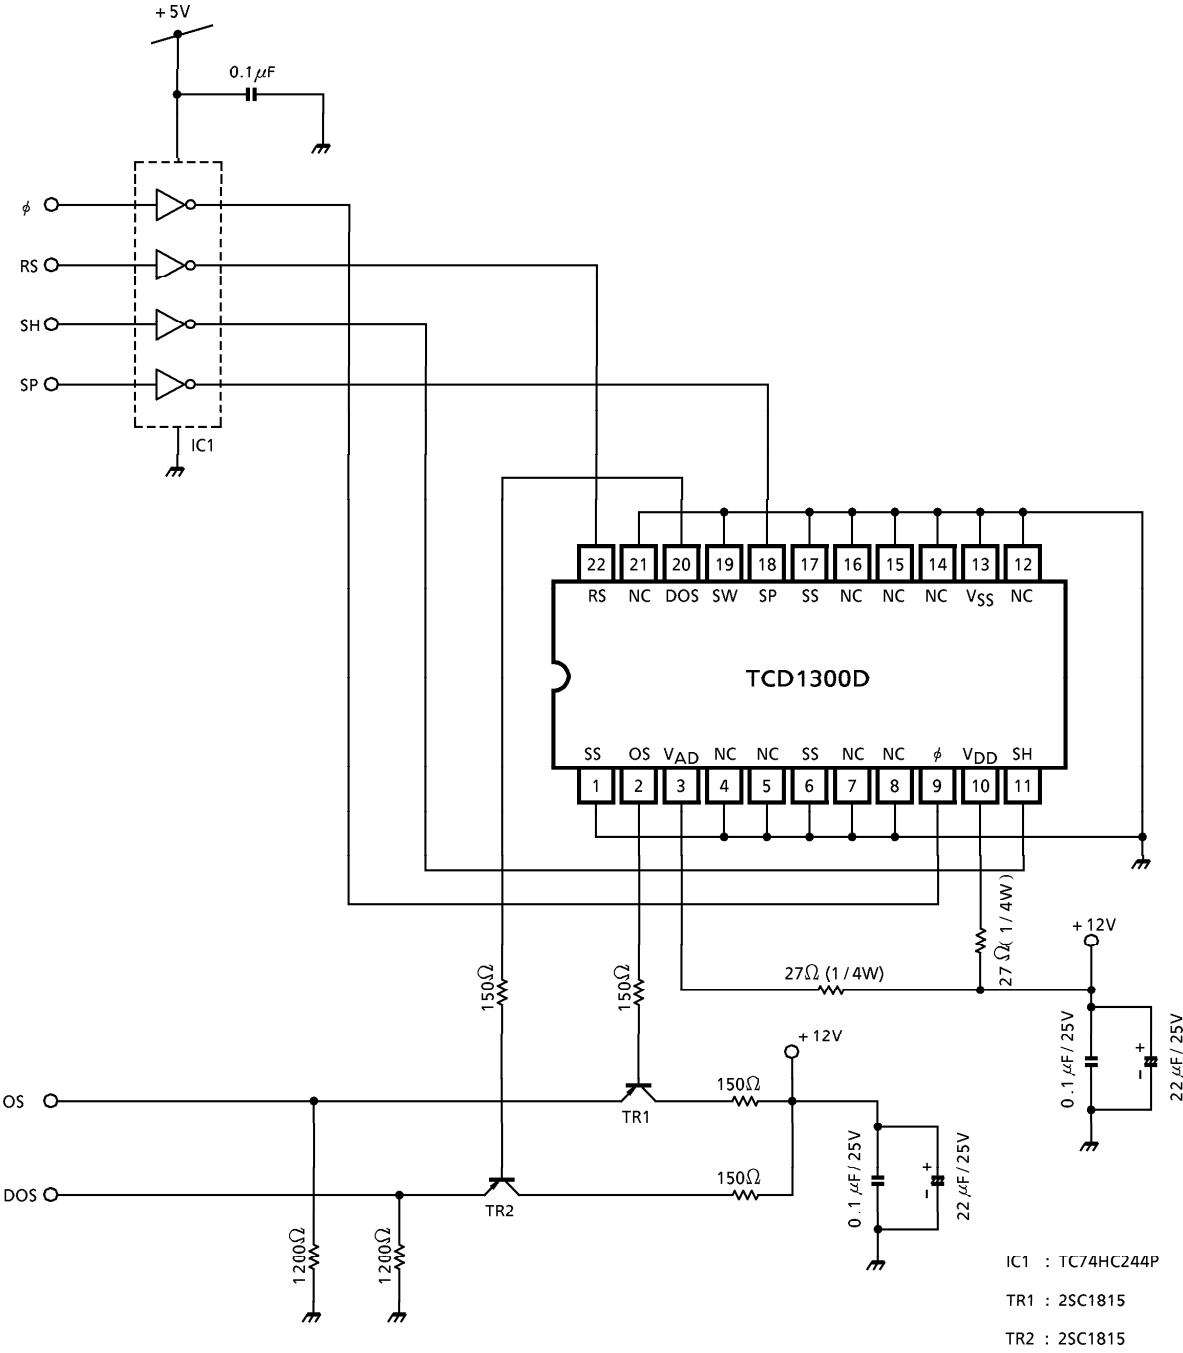 +5V
0.1μF
ϕ
RS
SH
SP
IC1
22 21 20 19 18 17 16 15 14 13 12
RS NC DOS SW SP SS NC NC NC VSS NC
TCD1300D
SS OS VAD NC NC SS NC NC ϕ VDD SH
1 2 3 4 5 6 7 8 9 10 11
27Ω(1/4W)
+12V
27Ω (1/4W)
150Ω
150Ω
0.1μF/25V
+
-
22μF/25V
+12V
OS
TR1
150Ω
DOS
TR2
150Ω
0.1μF/25V
+
-
22μF/25V
1200Ω
1200Ω
IC1 : TC74HC244P
TR1 : 2SC1815
TR2 : 2SC1815